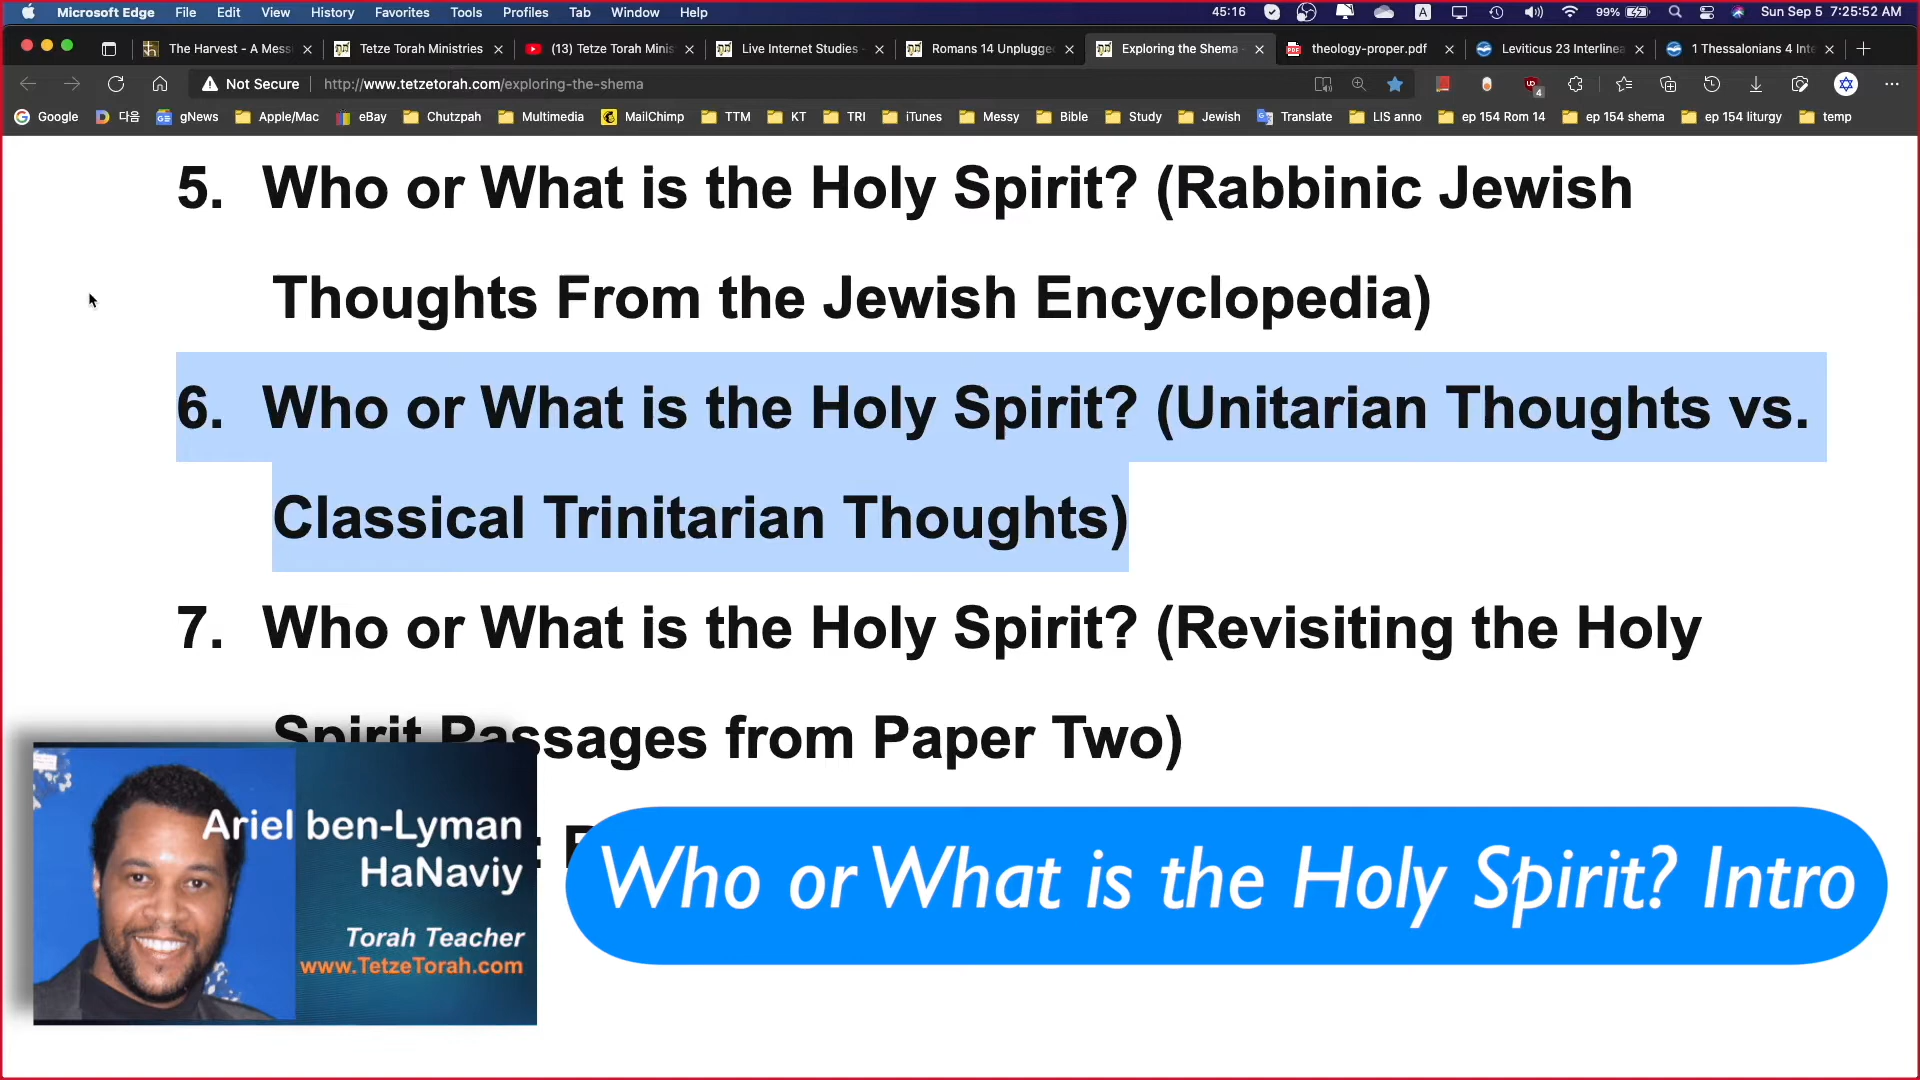 Microsoft Edge File Edit View History Favorites Tools Profiles Tab Window Help 45:16 A 99% Sun Sep 5 7:25:52 AM
The Harvest - A Mess Tetze Torah Ministries (13) Tetze Torah Minis Live Internet Studies - Romans 14 Unplugge Exploring the Shema - theology-proper.pdf Leviticus 23 Interlinea 1 Thessalonians 4 Inte
Not Secure http://www.tetzetorah.com/exploring-the-shema
Google 다음 gNews Apple/Mac eBay Chutzpah Multimedia MailChimp TTM KT TRI iTunes Messy Bible Study Jewish Translate LIS anno ep 154 Rom 14 ep 154 shema ep 154 liturgy temp
5. Who or What is the Holy Spirit? (Rabbinic Jewish
Thoughts From the Jewish Encyclopedia)
6. Who or What is the Holy Spirit? (Unitarian Thoughts vs.
Classical Trinitarian Thoughts)
7. Who or What is the Holy Spirit? (Revisiting the Holy
Spirit Passages from Paper Two)
Ariel ben-Lyman
HaNaviy
Torah Teacher
www.TetzeTorah.com
Who or What is the Holy Spirit? Intro